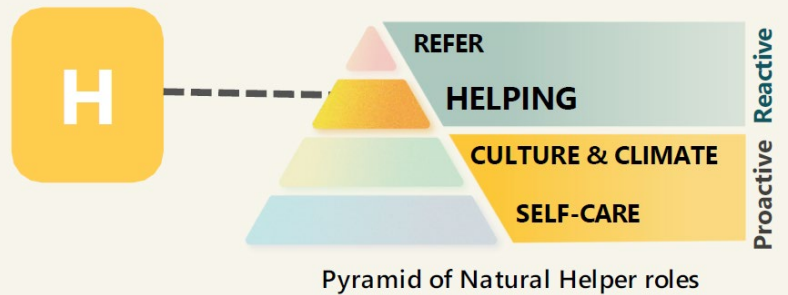 H
REFER
HELPING
Reactive
CULTURE & CLIMATE
SELF-CARE
Proactive
Pyramid of Natural Helper roles